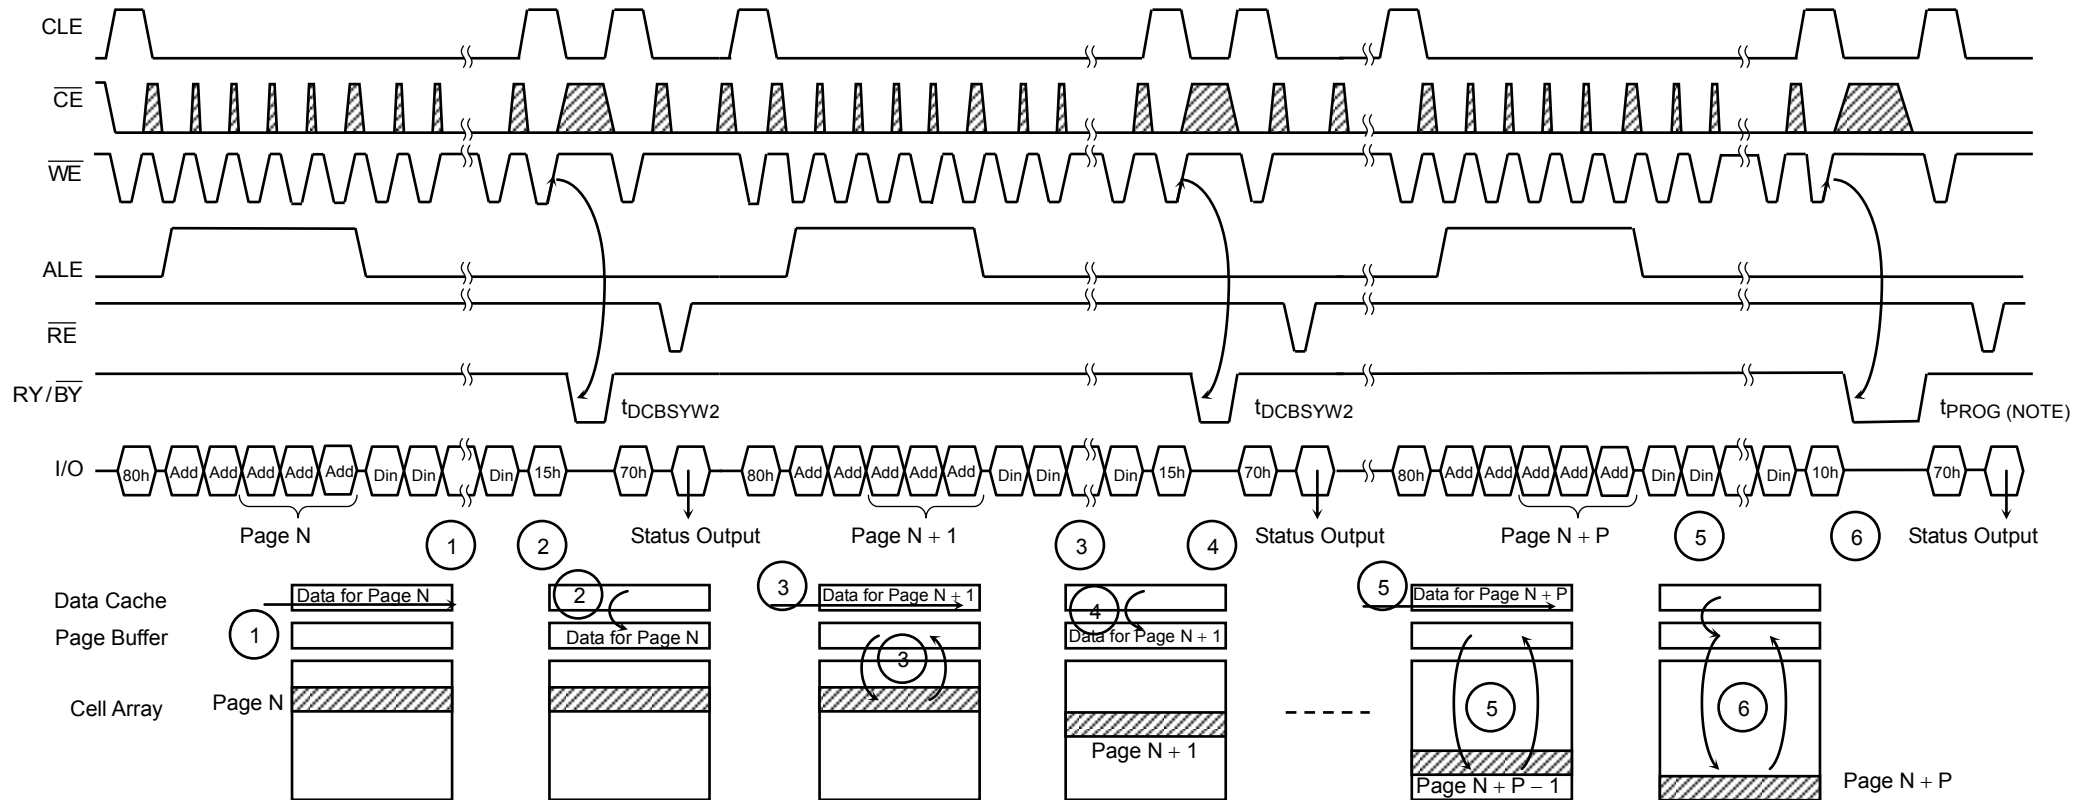 CLE
CE
WE
ALE
RE
RY/BY
tDCBSYW2 tDCBSYW2 tPROG (NOTE)
I/O 80h Add Add Add Add Add Din Din Din 15h 70h 80h Add Add Add Add Add Din Din Din 15h 70h 80h Add Add Add Add Add Din Din Din 10h 70h
Page N 1 2 Status Output Page N + 1 3 4 Status Output Page N + P 5 6 Status Output
Data Cache Data for Page N 2 3 Data for Page N + 1 4 5 Data for Page N + P
Page Buffer 1 Data for Page N 3 Data for Page N + 1
Cell Array Page N 5 6
Page N + 1
Page N + P − 1 Page N + P